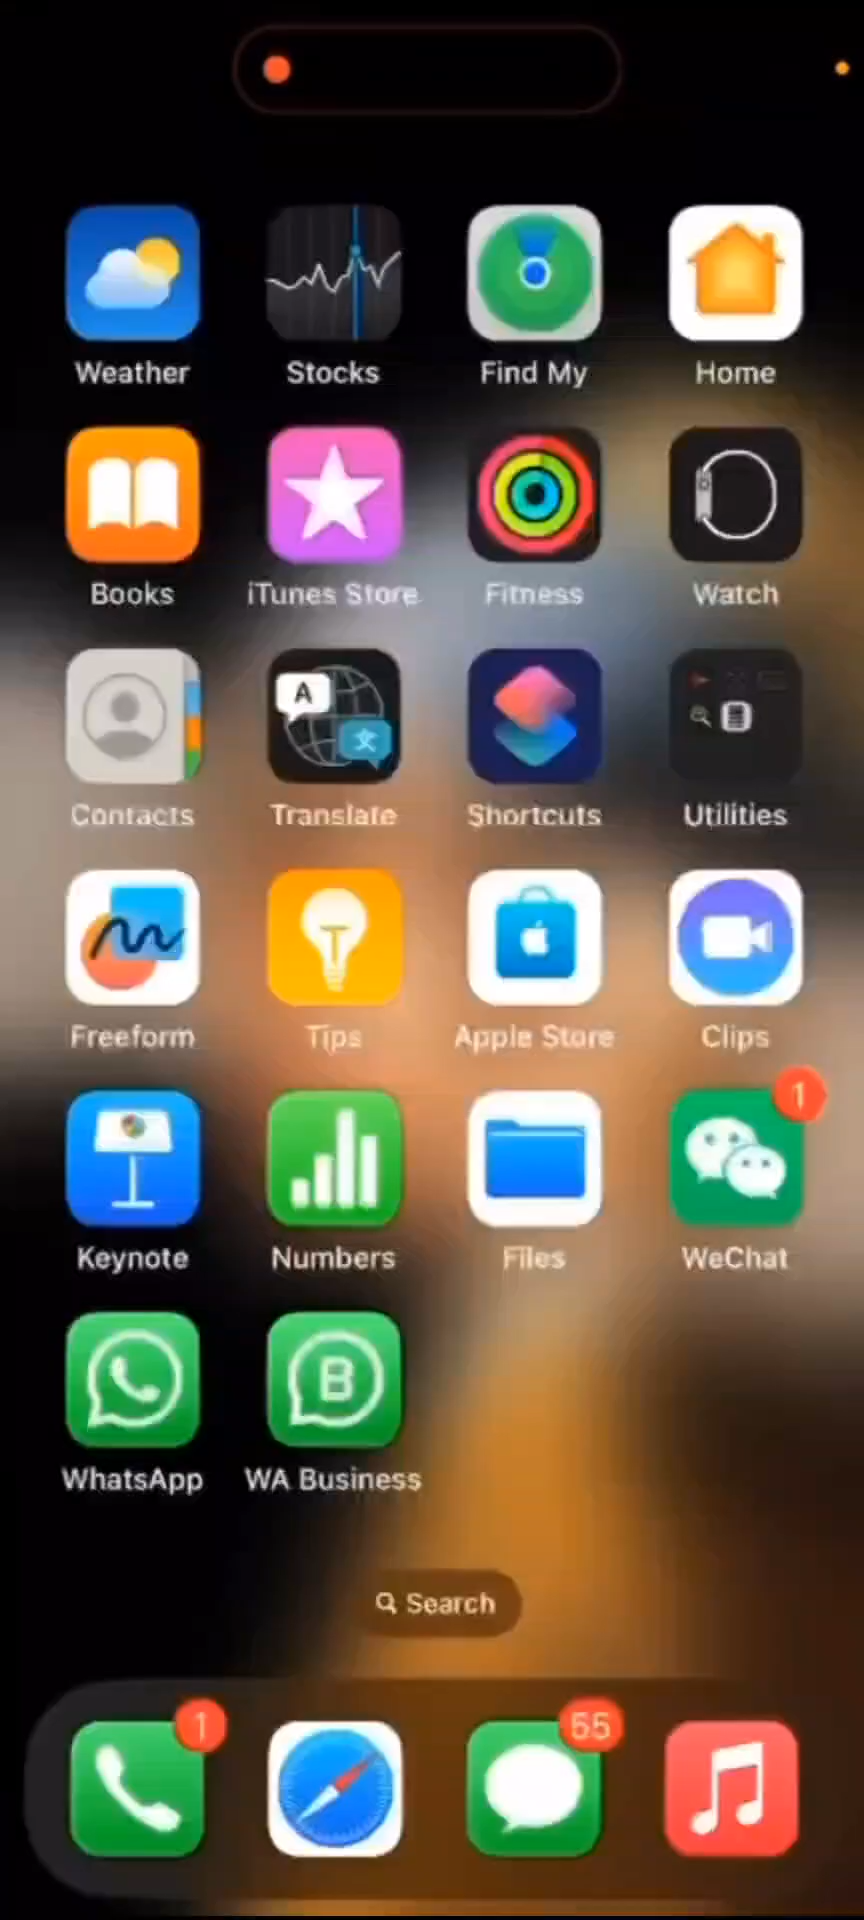 Weather Stocks Find My Home
Books iTunes Store Fitness Watch
A
文
Contacts Translate Shortcuts Utilities
Freeform Tips Apple Store Clips
1
Keynote Numbers Files WeChat
B
WhatsApp WA Business
Search
1 55